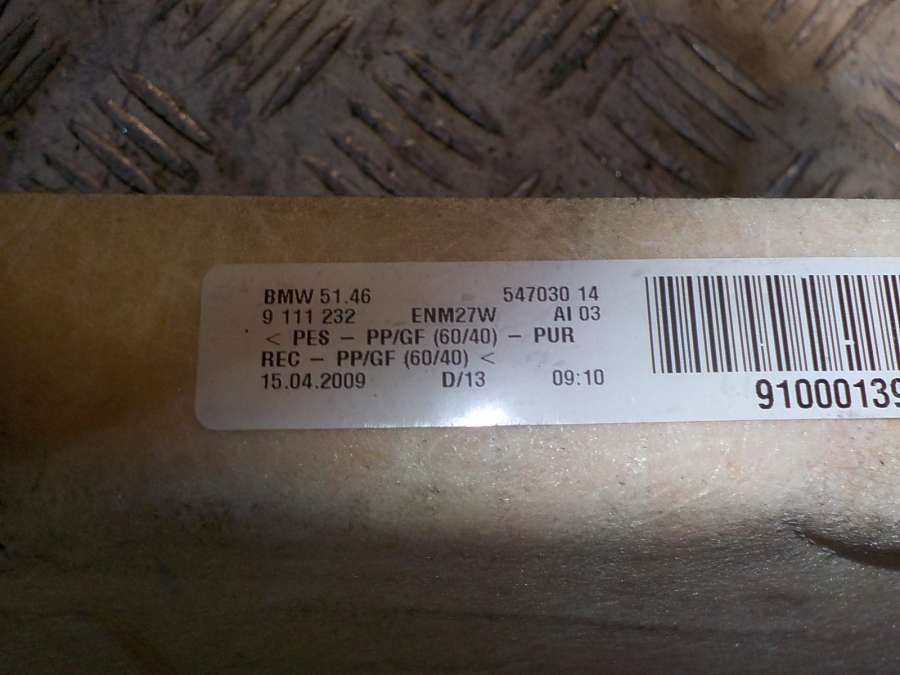 BMW 51.46 547030 14
9 111 232 ENM27W AI 03
< PES – PP/GF (60/40) – PUR
REC – PP/GF (60/40) <
15.04.2009 D/13 09:10
91000139